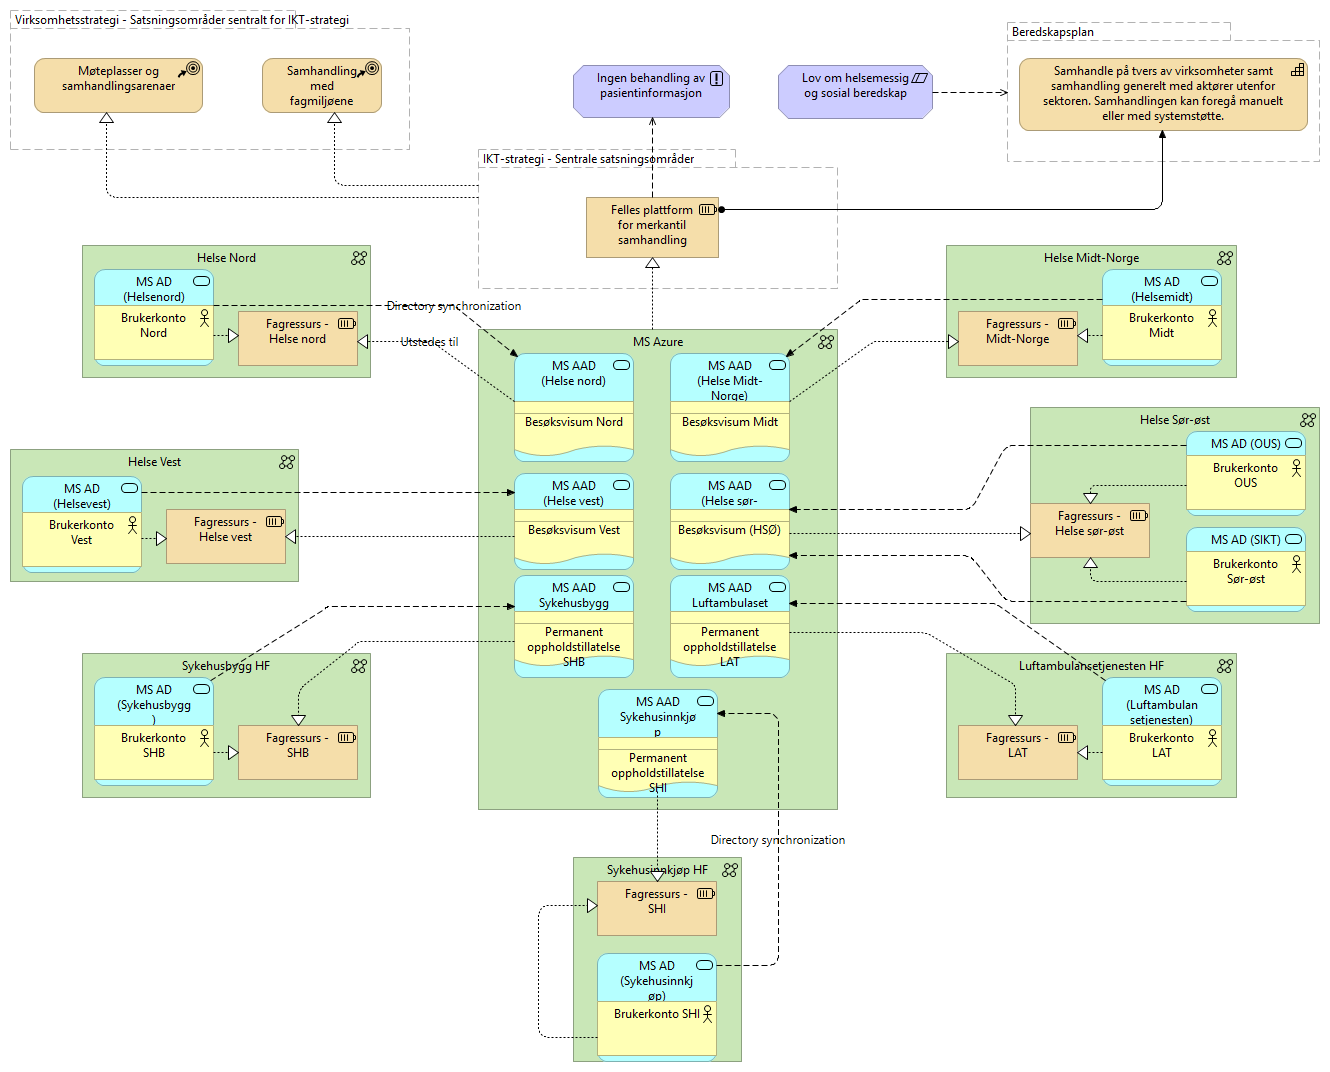 Virksomhetsstrategi - Satsningsområder sentralt for IKT-strategi
Møteplasser og
samhandlingsarenaer
Samhandling
med
fagmiljøene
Ingen behandling av
pasientinformasjon
Lov om helsemessig
og sosial beredskap
Beredskapsplan
Samhandle på tvers av virksomheter samt
samhandling generelt med aktører utenfor
sektoren. Samhandlingen kan foregå manuelt
eller med systemstøtte.
IKT-strategi - Sentrale satsningsområder
Felles plattform
for merkantil
samhandling
Helse Nord
MS AD
(Helsenord)
Brukerkonto
Nord
Fagressurs -
Helse nord
Directory synchronization
Utstedes til
Helse Midt-Norge
MS AD
(Helsemidt)
Brukerkonto
Midt
Fagressurs -
Midt-Norge
MS Azure
MS AAD
(Helse nord)
Besøksvisum Nord
MS AAD
(Helse Midt-
Norge)
Besøksvisum Midt
Helse Vest
MS AD
(Helsevest)
Brukerkonto
Vest
Fagressurs -
Helse vest
MS AAD
(Helse vest)
Besøksvisum Vest
MS AAD
(Helse sør-
Besøksvisum (HSØ)
Helse Sør-øst
MS AD (OUS)
Brukerkonto
OUS
Fagressurs -
Helse sør-øst
MS AD (SIKT)
Brukerkonto
Sør-øst
MS AAD
Sykehusbygg
Permanent
oppholdstillatelse
SHB
MS AAD
Luftambulaset
Permanent
oppholdstillatelse
LAT
Sykehusbygg HF
MS AD
(Sykehusbygg
)
Brukerkonto
SHB
Fagressurs -
SHB
Luftambulansetjenesten HF
MS AD
(Luftambulan
setjenesten)
Brukerkonto
LAT
Fagressurs -
LAT
MS AAD
Sykehusinnkjø
p
Permanent
oppholdstillatelse
SHI
Directory synchronization
Sykehusinnkjøp HF
Fagressurs -
SHI
MS AD
(Sykehusinnkj
øp)
Brukerkonto SHI